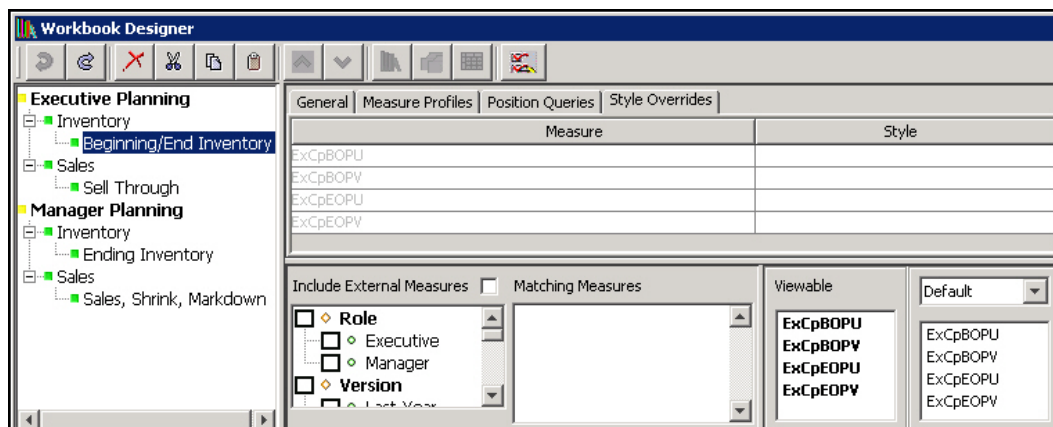 Workbook Designer
Executive Planning
Inventory
Beginning/End Inventory
Sales
Sell Through
Manager Planning
Inventory
Ending Inventory
Sales
Sales, Shrink, Markdown
General
Measure Profiles
Position Queries
Style Overrides
Measure
Style
ExCpBOPU
ExCpBOPV
ExCpEOPU
ExCpEOPV
Include External Measures
Role
Executive
Manager
Version
Last Year
Matching Measures
Viewable
ExCpBOPU
ExCpBOPV
ExCpEOPU
ExCpEOPV
Default
ExCpBOPU
ExCpBOPV
ExCpEOPU
ExCpEOPV